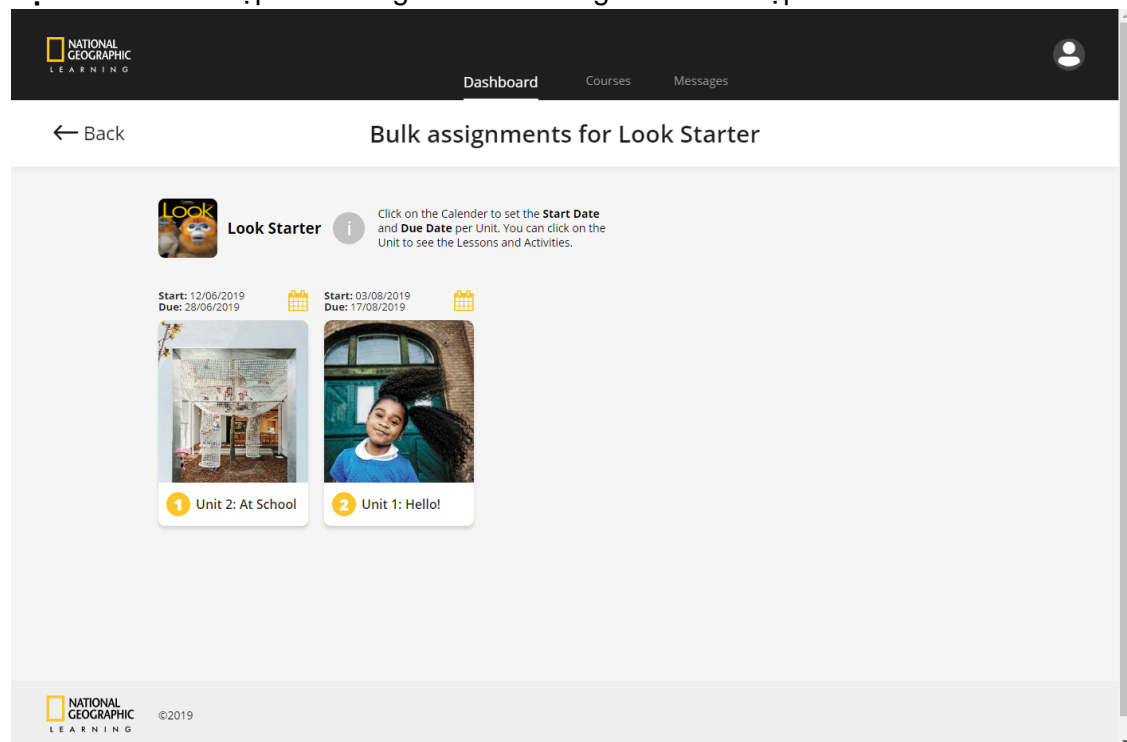 NATIONAL
GEOGRAPHIC
LEARNING
Dashboard
Courses
Messages
Back
Bulk assignments for Look Starter
Look
Look Starter
i
Click on the Calender to set the Start Date
and Due Date per Unit. You can click on the
Unit to see the Lessons and Activities.
Start: 12/06/2019
Due: 28/06/2019
Start: 03/08/2019
Due: 17/08/2019
1 Unit 2: At School
2 Unit 1: Hello!
NATIONAL
GEOGRAPHIC
LEARNING
©2019